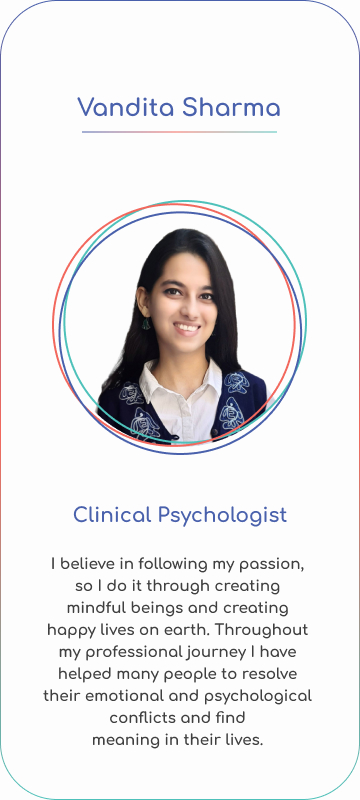 Vandita Sharma
Clinical Psychologist
I believe in following my passion,
so I do it through creating
mindful beings and creating
happy lives on earth. Throughout
my professional journey I have
helped many people to resolve
their emotional and psychological
conflicts and find
meaning in their lives.